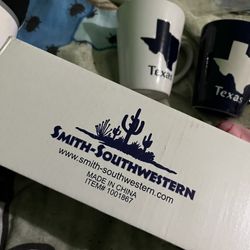 Texas
Texas
SMITH-SOUTHWESTERN
www.smith-southwestern.com
MADE IN CHINA
ITEM# 1001867